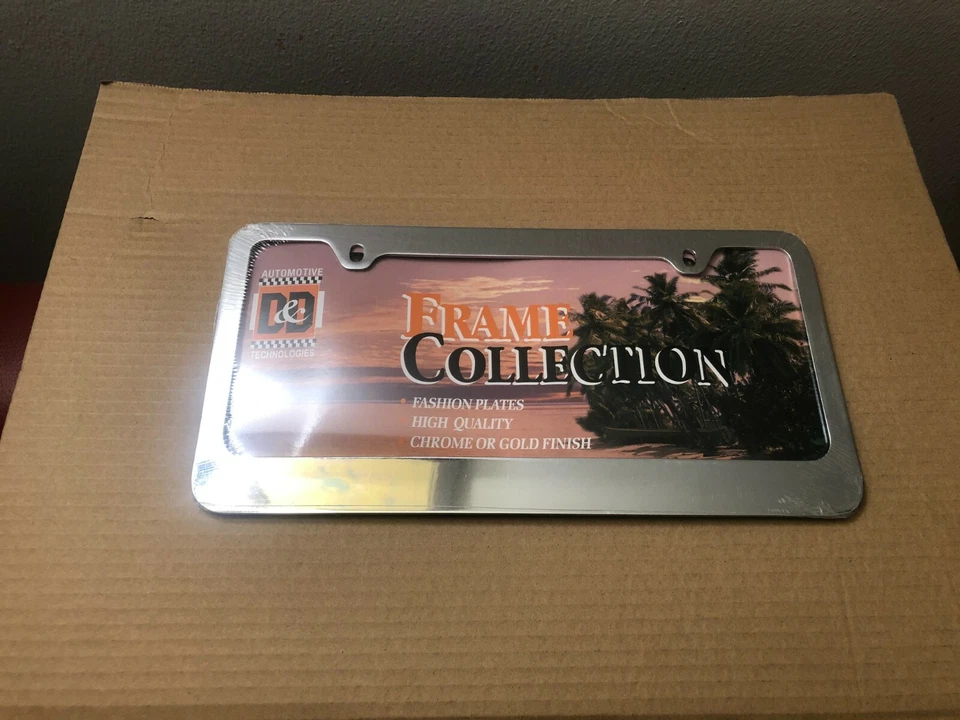 AUTOMOTIVE
D&D
TECHNOLOGIES
FRAME
COLLECTION
FASHION PLATES
HIGH QUALITY
CHROME OR GOLD FINISH